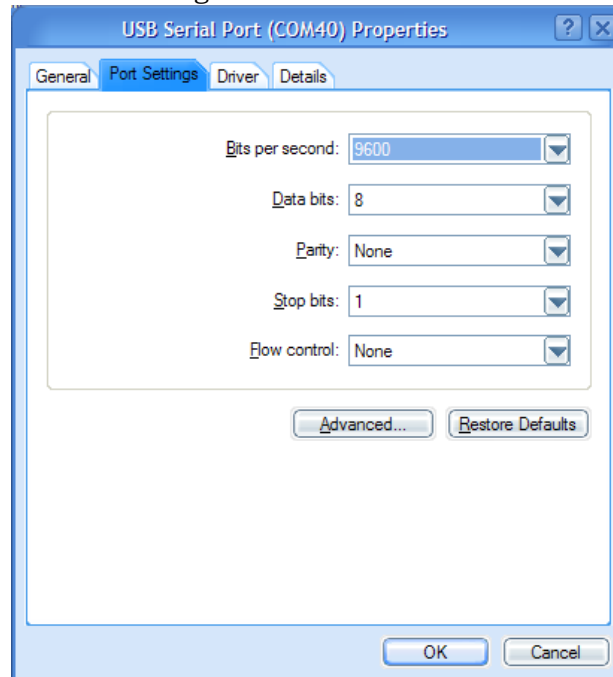 USB Serial Port (COM40) Properties
General Port Settings Driver Details
Bits per second: 9600
Data bits: 8
Parity: None
Stop bits: 1
Flow control: None
Advanced... Restore Defaults
OK Cancel